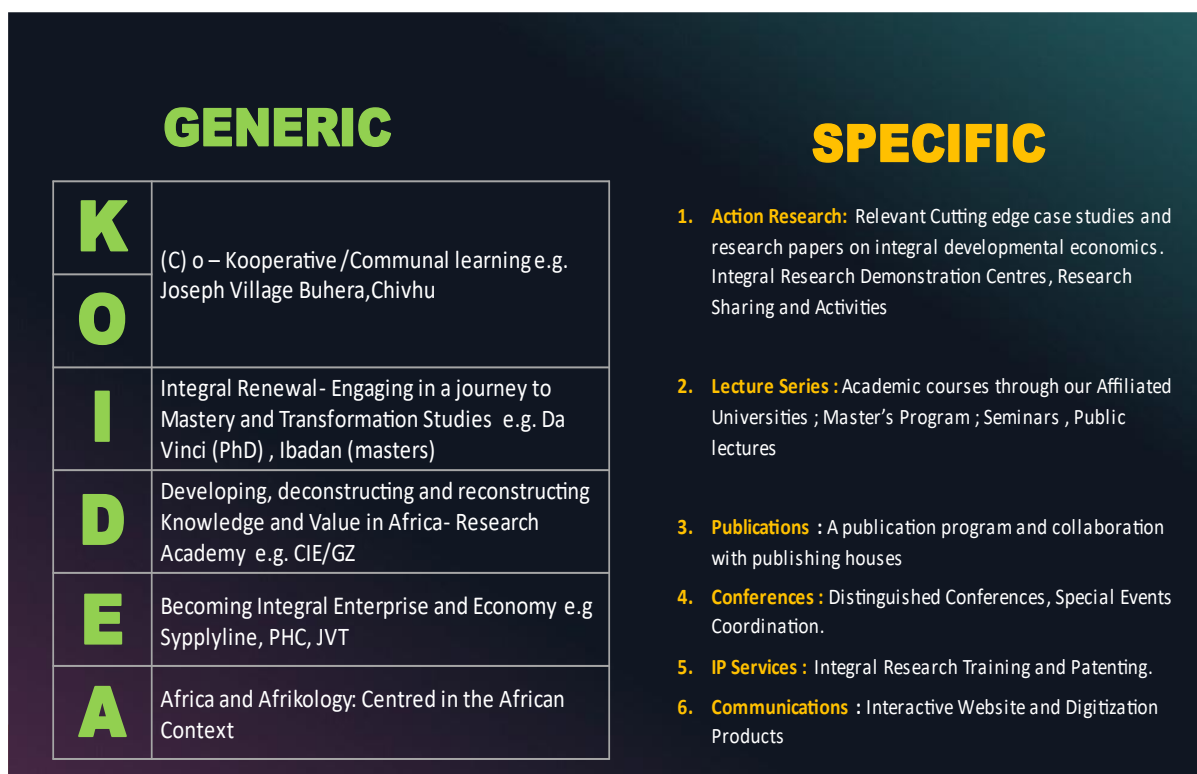 GENERIC
K
O
(C) o – Kooperative /Communal learning e.g.
Joseph Village Buhera,Chivhu
I
Integral Renewal- Engaging in a journey to
Mastery and Transformation Studies e.g. Da
Vinci (PhD) , Ibadan (masters)
D
Developing, deconstructing and reconstructing
Knowledge and Value in Africa- Research
Academy e.g. CIE/GZ
E
Becoming Integral Enterprise and Economy e.g
Sypplyline, PHC, JVT
A
Africa and Afrikology: Centred in the African
Context
SPECIFIC
1. Action Research: Relevant Cutting edge case studies and
research papers on integral developmental economics.
Integral Research Demonstration Centres, Research
Sharing and Activities
2. Lecture Series : Academic courses through our Affiliated
Universities ; Master’s Program ; Seminars , Public
lectures
3. Publications : A publication program and collaboration
with publishing houses
4. Conferences : Distinguished Conferences, Special Events
Coordination.
5. IP Services : Integral Research Training and Patenting.
6. Communications : Interactive Website and Digitization
Products